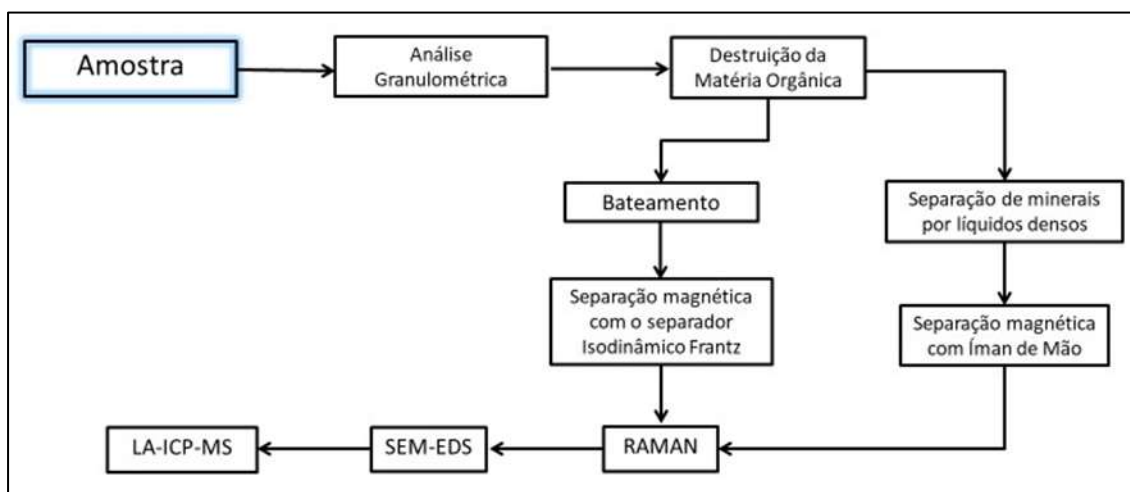 Amostra
Análise
Granulométrica
Destruição da
Matéria Orgânica
Bateamento
Separação de minerais
por líquidos densos
Separação magnética
com o separador
Isodinâmico Frantz
Separação magnética
com Íman de Mão
LA-ICP-MS
SEM-EDS
RAMAN